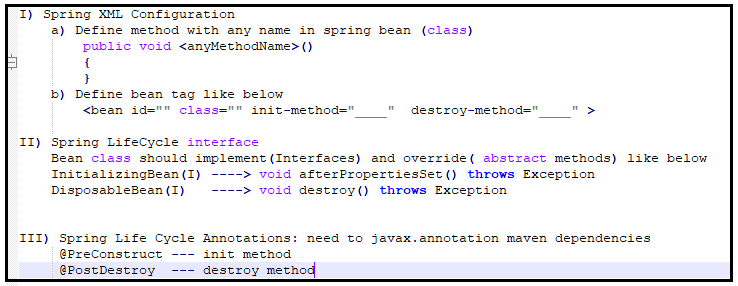 I) Spring XML Configuration
a) Define method with any name in spring bean (class)
public void <anyMethodName>()
{
}
b) Define bean tag like below
<bean id="" class="" init-method="____"  destroy-method="____" >
II) Spring LifeCycle interface
Bean class should implement(Interfaces) and override( abstract methods) like below
InitializingBean(I) ----> void afterPropertiesSet() throws Exception
DisposableBean(I)   ----> void destroy() throws Exception
III) Spring Life Cycle Annotations: need to javax.annotation maven dependencies
@PreConstruct --- init method
@PostDestroy  --- destroy method